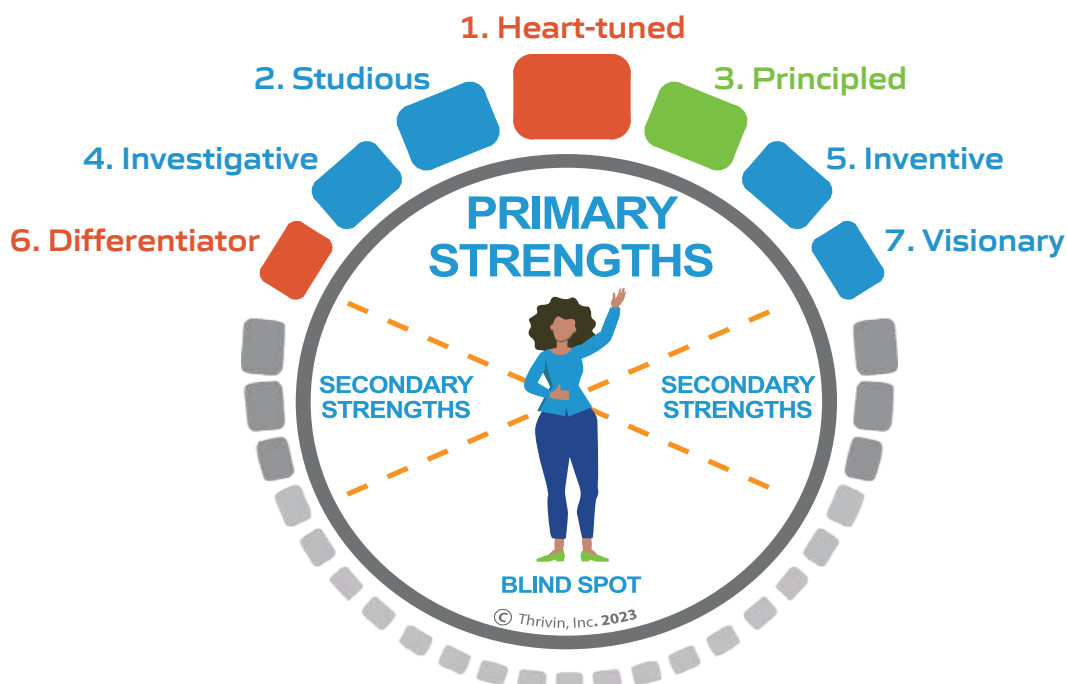 1. Heart-tuned
2. Studious
3. Principled
4. Investigative
5. Inventive
6. Differentiator
7. Visionary
PRIMARY
STRENGTHS
SECONDARY
STRENGTHS
SECONDARY
STRENGTHS
BLIND SPOT
© Thrivin, Inc. 2023